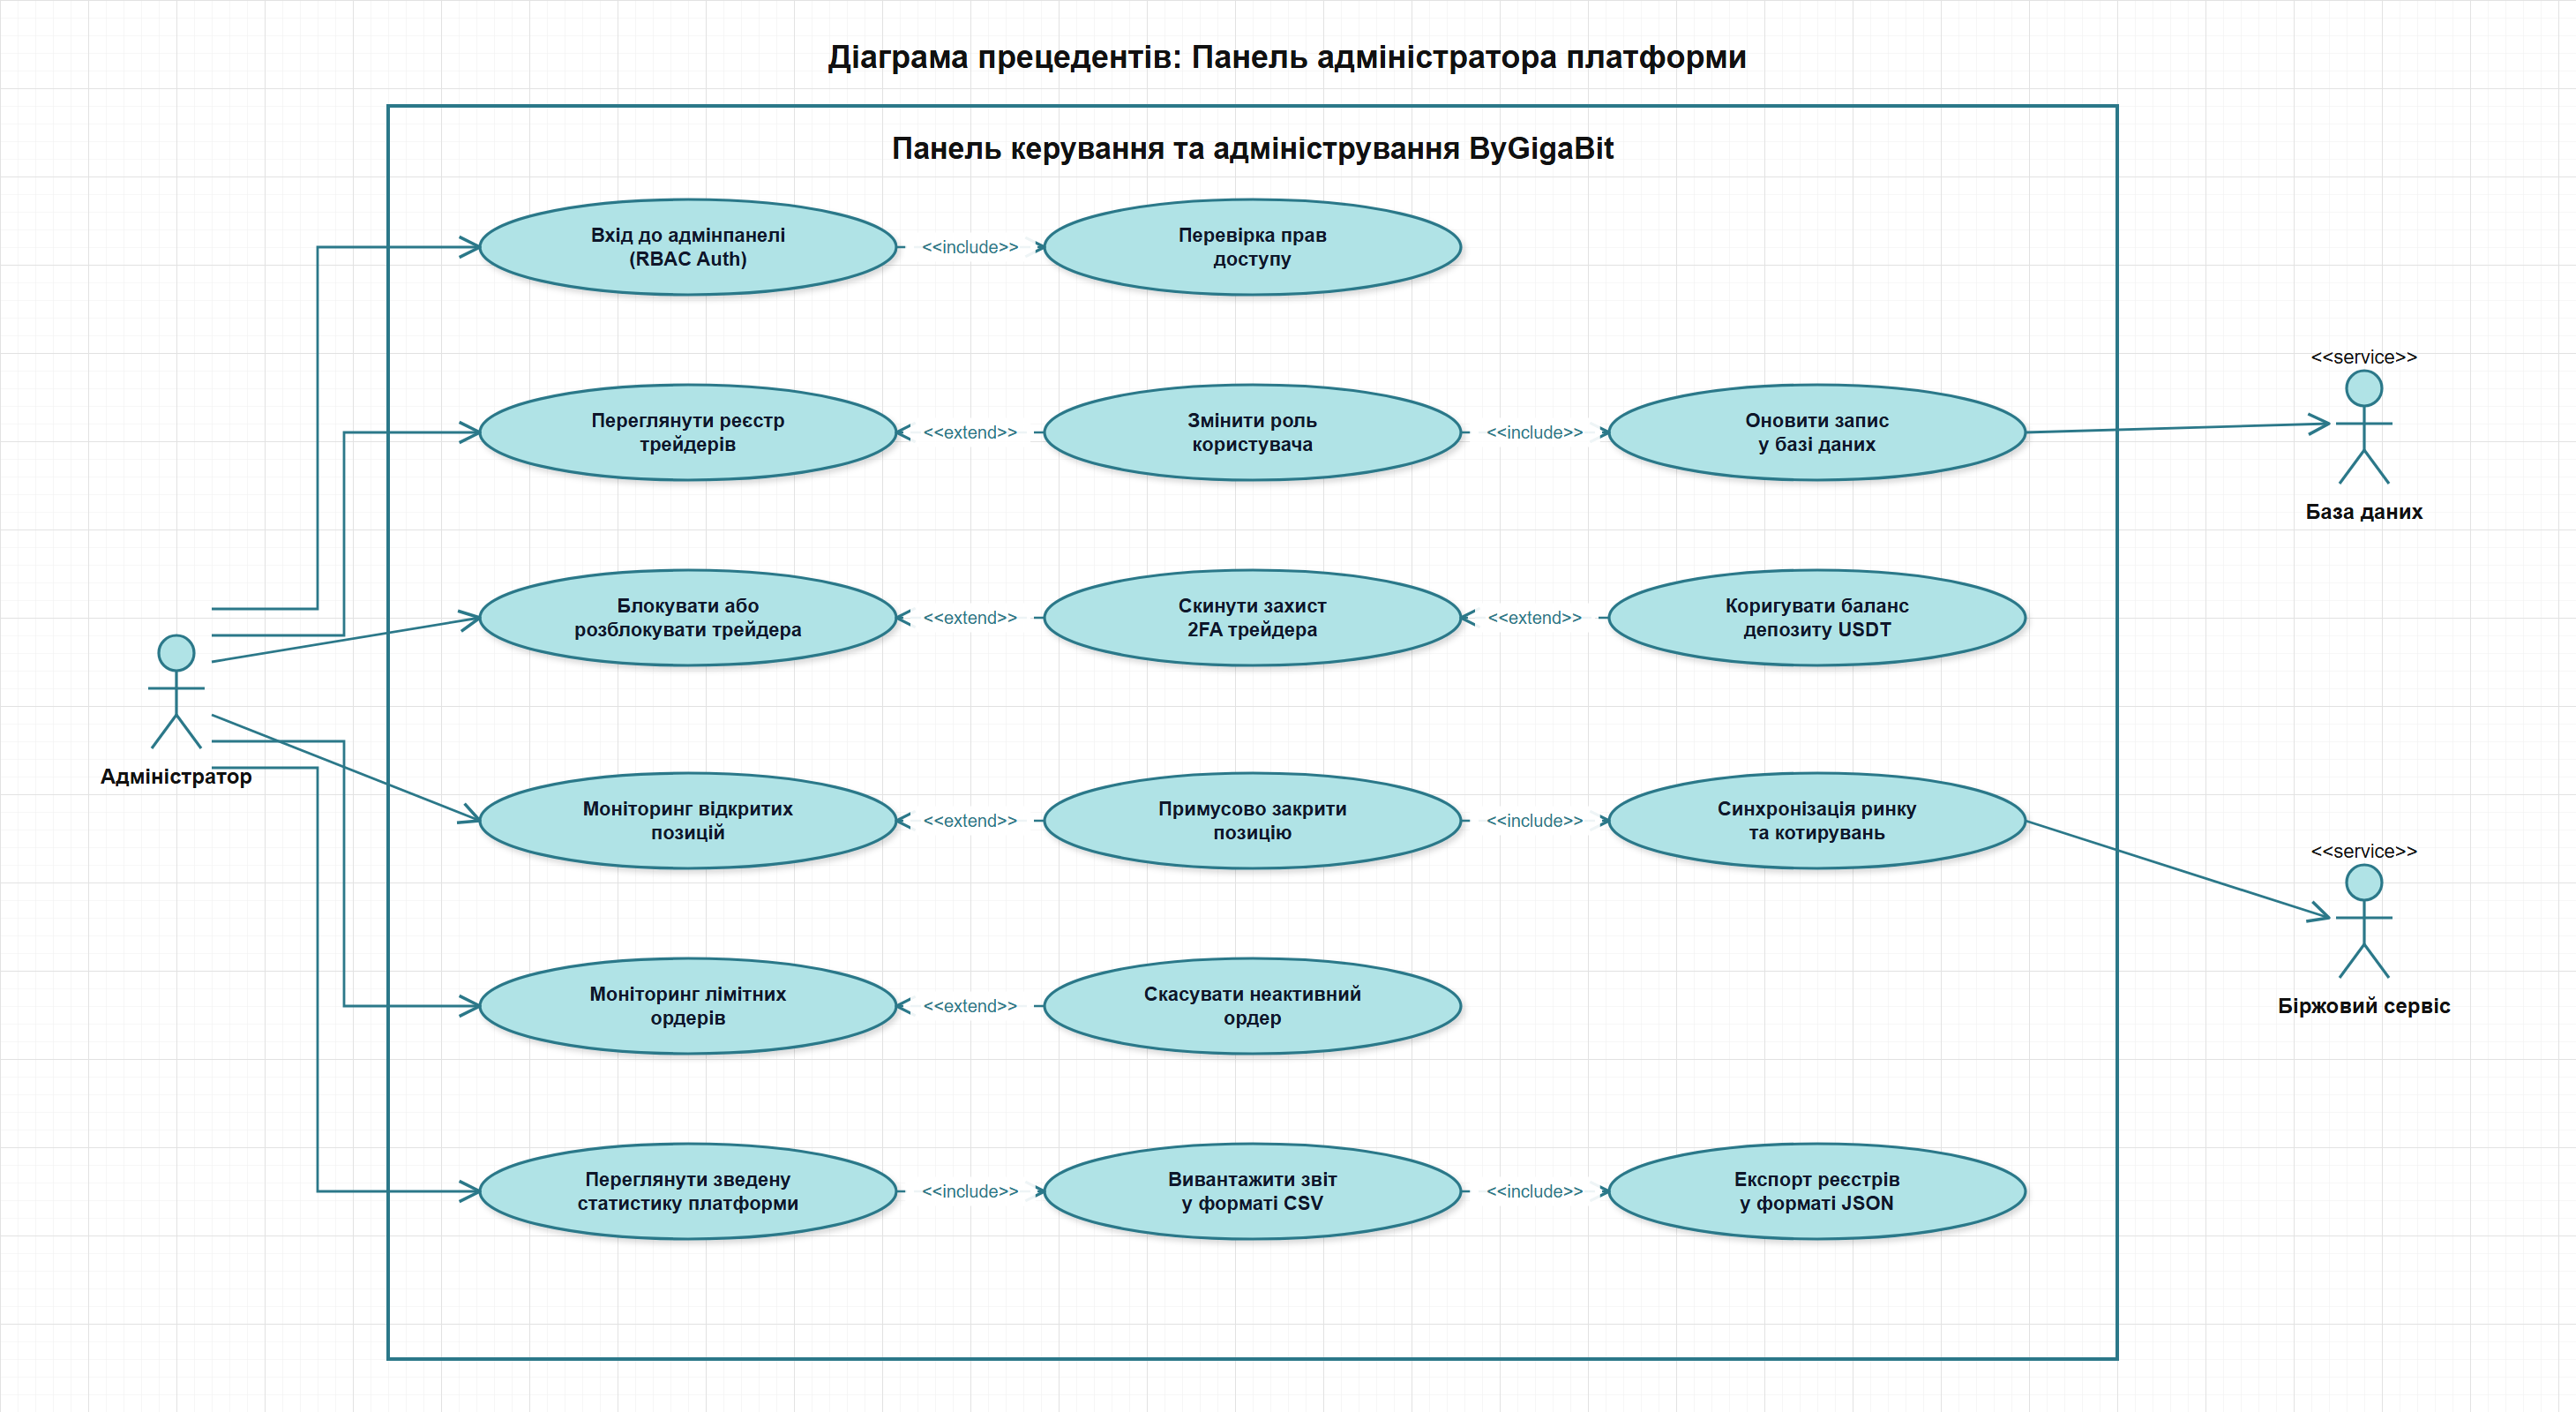 Діаграма прецедентів: Панель адміністратора платформи
Панель керування та адміністрування ByGigaBit
Вхід до адмінпанелі
(RBAC Auth)
<<include>>
Перевірка прав
доступу
Переглянути реєстр
трейдерів
<<extend>>
Змінити роль
користувача
<<include>>
Оновити запис
у базі даних
<<service>>
База даних
Блокувати або
розблокувати трейдера
<<extend>>
Скинути захист
2FA трейдера
<<extend>>
Коригувати баланс
депозиту USDT
Адміністратор
Моніторинг відкритих
позицій
<<extend>>
Примусово закрити
позицію
<<include>>
Синхронізація ринку
та котирувань
<<service>>
Біржовий сервіс
Моніторинг лімітних
ордерів
<<extend>>
Скасувати неактивний
ордер
Переглянути зведену
статистику платформи
<<include>>
Вивантажити звіт
у форматі CSV
<<include>>
Експорт реєстрів
у форматі JSON